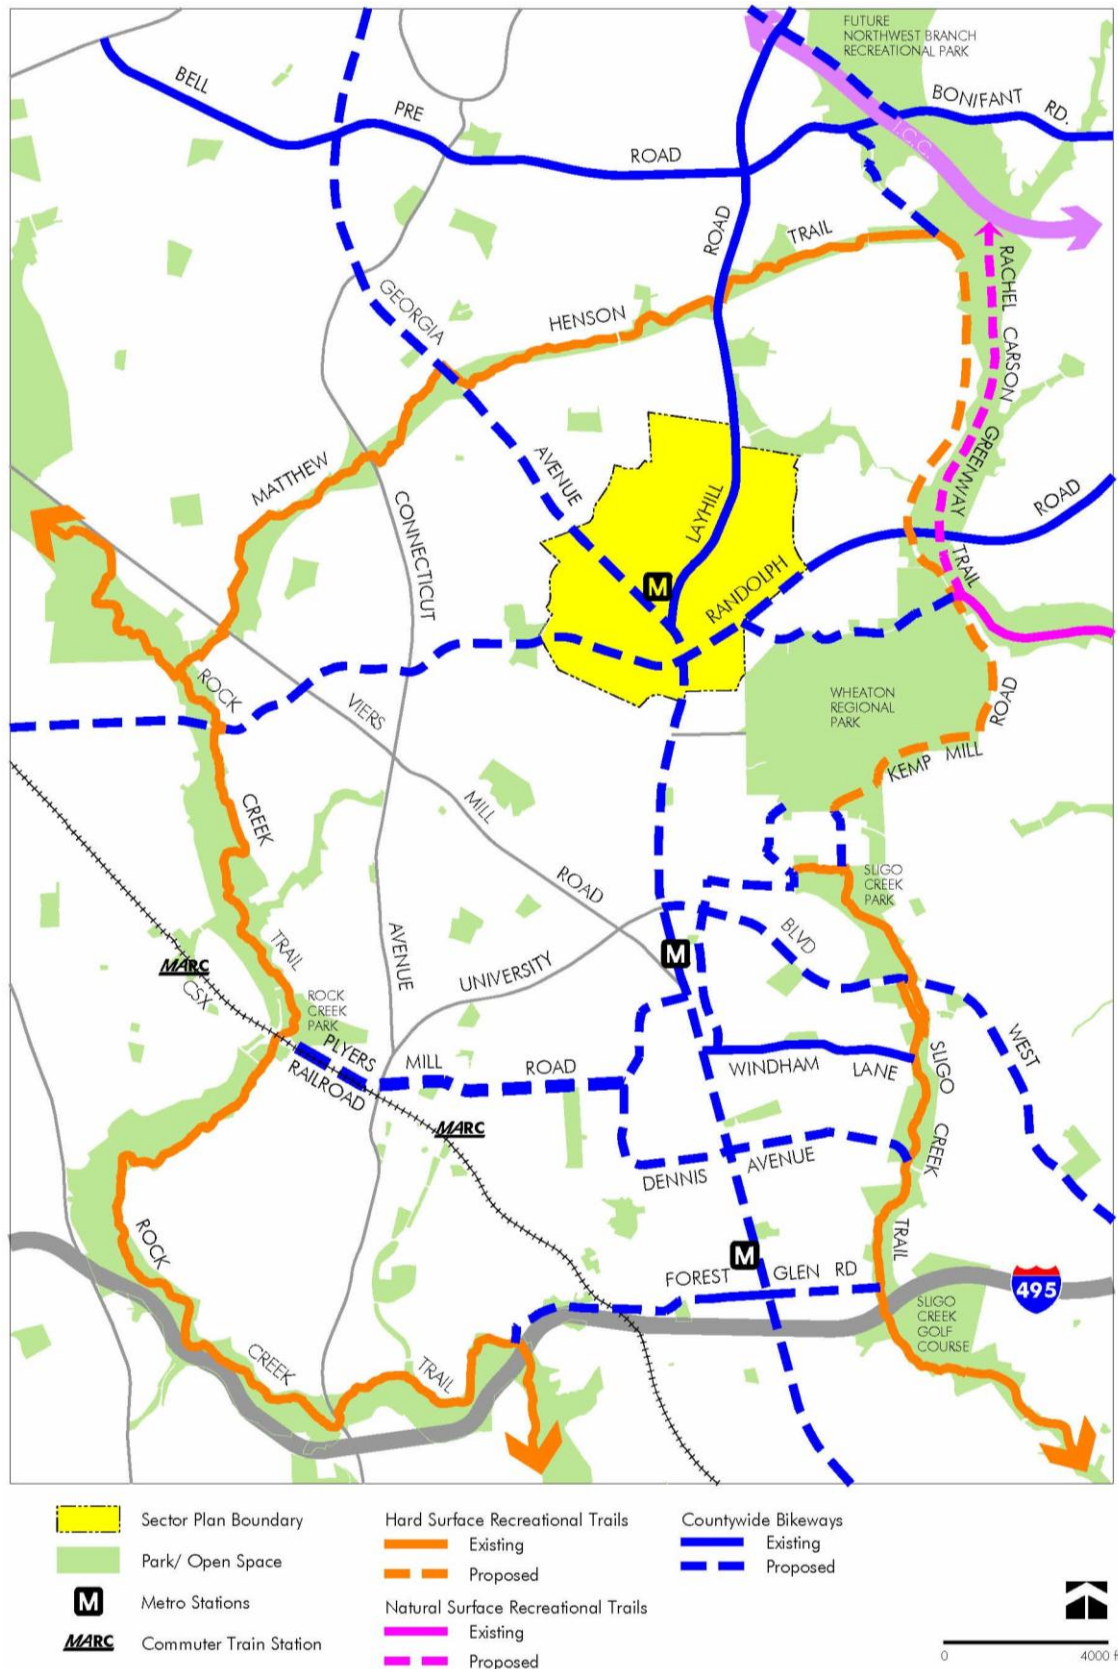 FUTURE
NORTHWEST BRANCH
RECREATIONAL PARK
BELL
PRE
ROAD
BONIFANT
RD.
I.C.C.
ROAD
TRAIL
HENSON
GEORGIA
RACHEL CARSON
GREENWAY
TRAIL
MATTHEW
AVENUE
LAYHILL
ROAD
CONNECTICUT
M
RANDOLPH
ROCK
VIERS
WHEATON
REGIONAL
PARK
ROAD
KEMP MILL
CREEK
MILL
ROAD
SLIGO
CREEK
PARK
TRAIL
AVENUE
UNIVERSITY
M
BLVD
MARC
CSX
ROCK
CREEK
PARK
PLYERS
MILL
ROAD
RAILROAD
WINDHAM
LANE
SLIGO
WEST
MARC
CREEK
DENNIS
AVENUE
ROCK
TRAIL
M
FOREST
GLEN RD
495
SLIGO
CREEK
GOLF
COURSE
CREEK
TRAIL
Sector Plan Boundary
Park/ Open Space
M
Metro Stations
MARC
Commuter Train Station
Hard Surface Recreational Trails
Existing
Proposed
Natural Surface Recreational Trails
Existing
Proposed
Countywide Bikeways
Existing
Proposed
0
4000